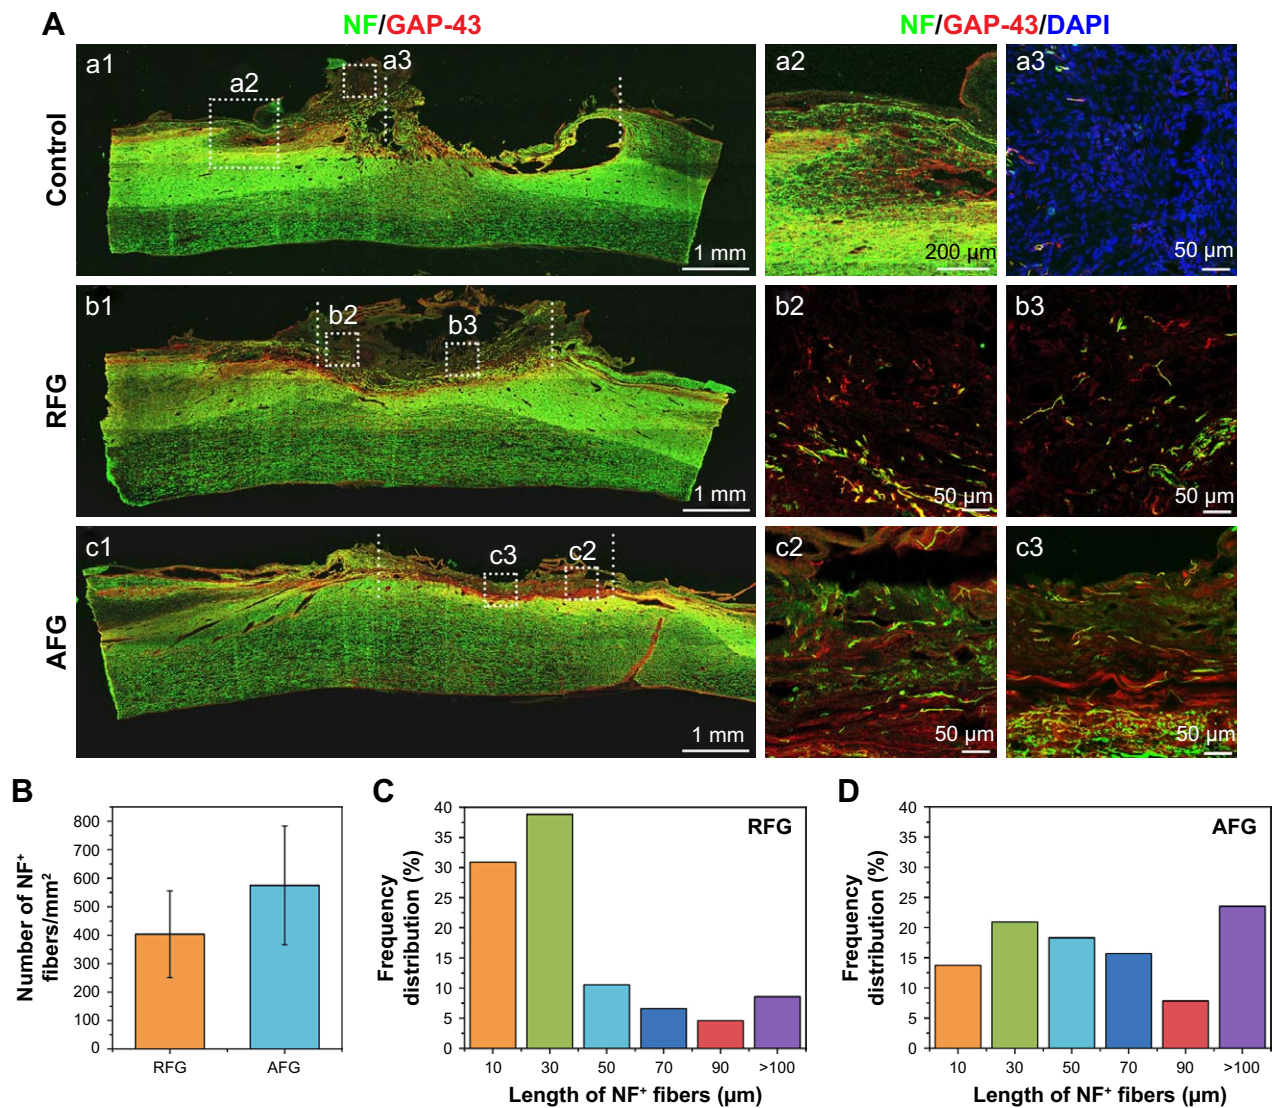 A
NF/GAP-43
NF/GAP-43/DAPI
Control
a1
a2
a3
1 mm
a2
200 µm
a3
50 µm
RFG
b1
b2
b3
1 mm
b2
50 µm
b3
50 µm
AFG
c1
c3
c2
1 mm
c2
50 µm
c3
50 µm
B
Number of NF⁺
fibers/mm²
800
700
600
500
400
300
200
100
0
RFG
AFG
C
RFG
Frequency
distribution (%)
40
35
30
25
20
15
10
5
0
10
30
50
70
90
>100
Length of NF⁺ fibers (µm)
D
AFG
Frequency
distribution (%)
40
35
30
25
20
15
10
5
0
10
30
50
70
90
>100
Length of NF⁺ fibers (µm)